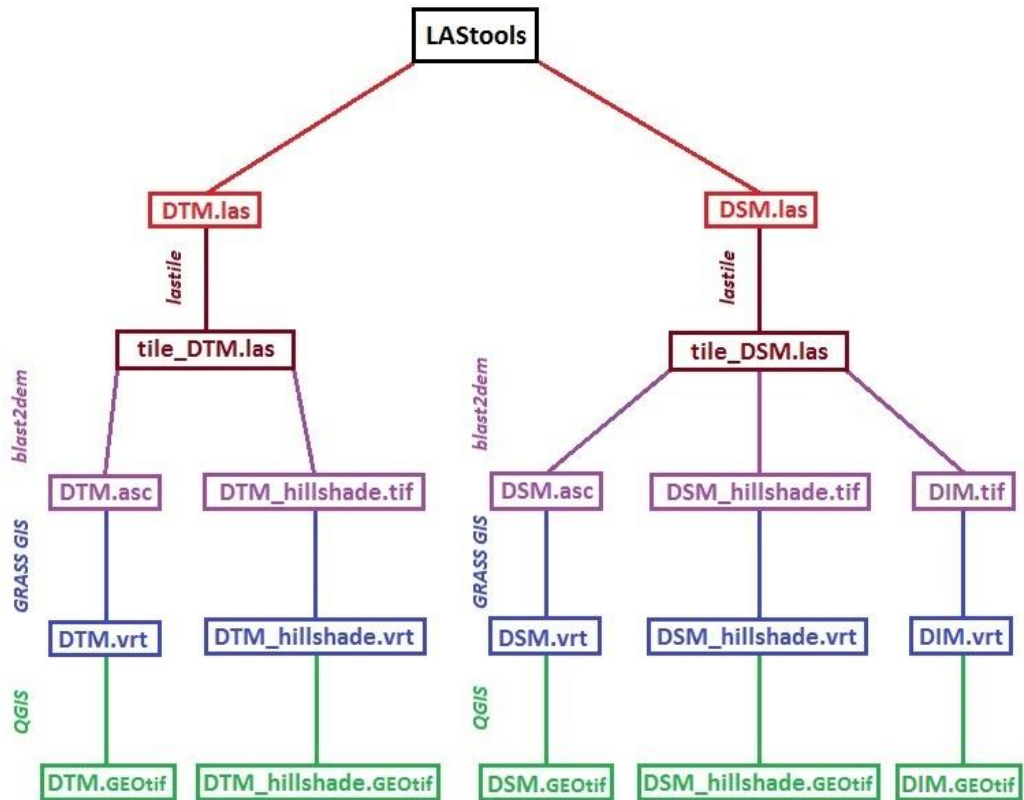 LAStools
DTM.las
DSM.las
lastile
lastile
tile_DTM.las
tile_DSM.las
blast2dem
blast2dem
DTM.asc
DTM_hillshade.tif
DSM.asc
DSM_hillshade.tif
DIM.tif
GRASS GIS
GRASS GIS
DTM.vrt
DTM_hillshade.vrt
DSM.vrt
DSM_hillshade.vrt
DIM.vrt
QGIS
QGIS
DTM.GEOtif
DTM_hillshade.GEOtif
DSM.GEOtif
DSM_hillshade.GEOtif
DIM.GEOtif